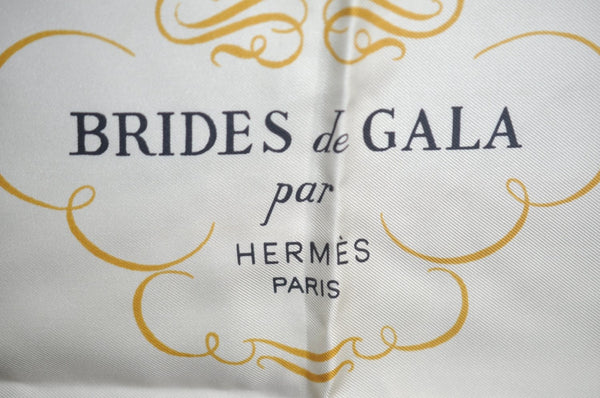 BRIDES de GALA
par
HERMÈS
PARIS